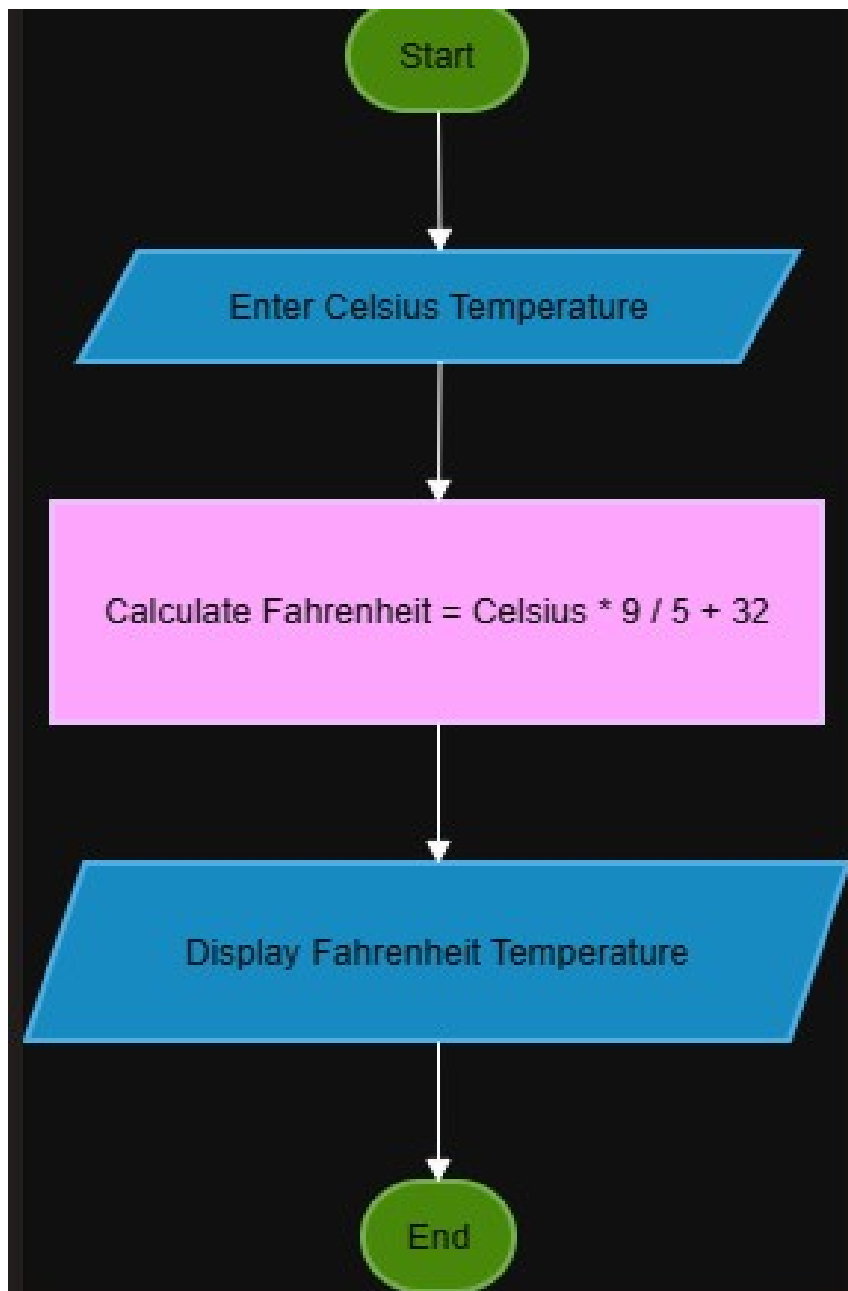 Start
Enter Celsius Temperature
Calculate Fahrenheit = Celsius * 9 / 5 + 32
Display Fahrenheit Temperature
End